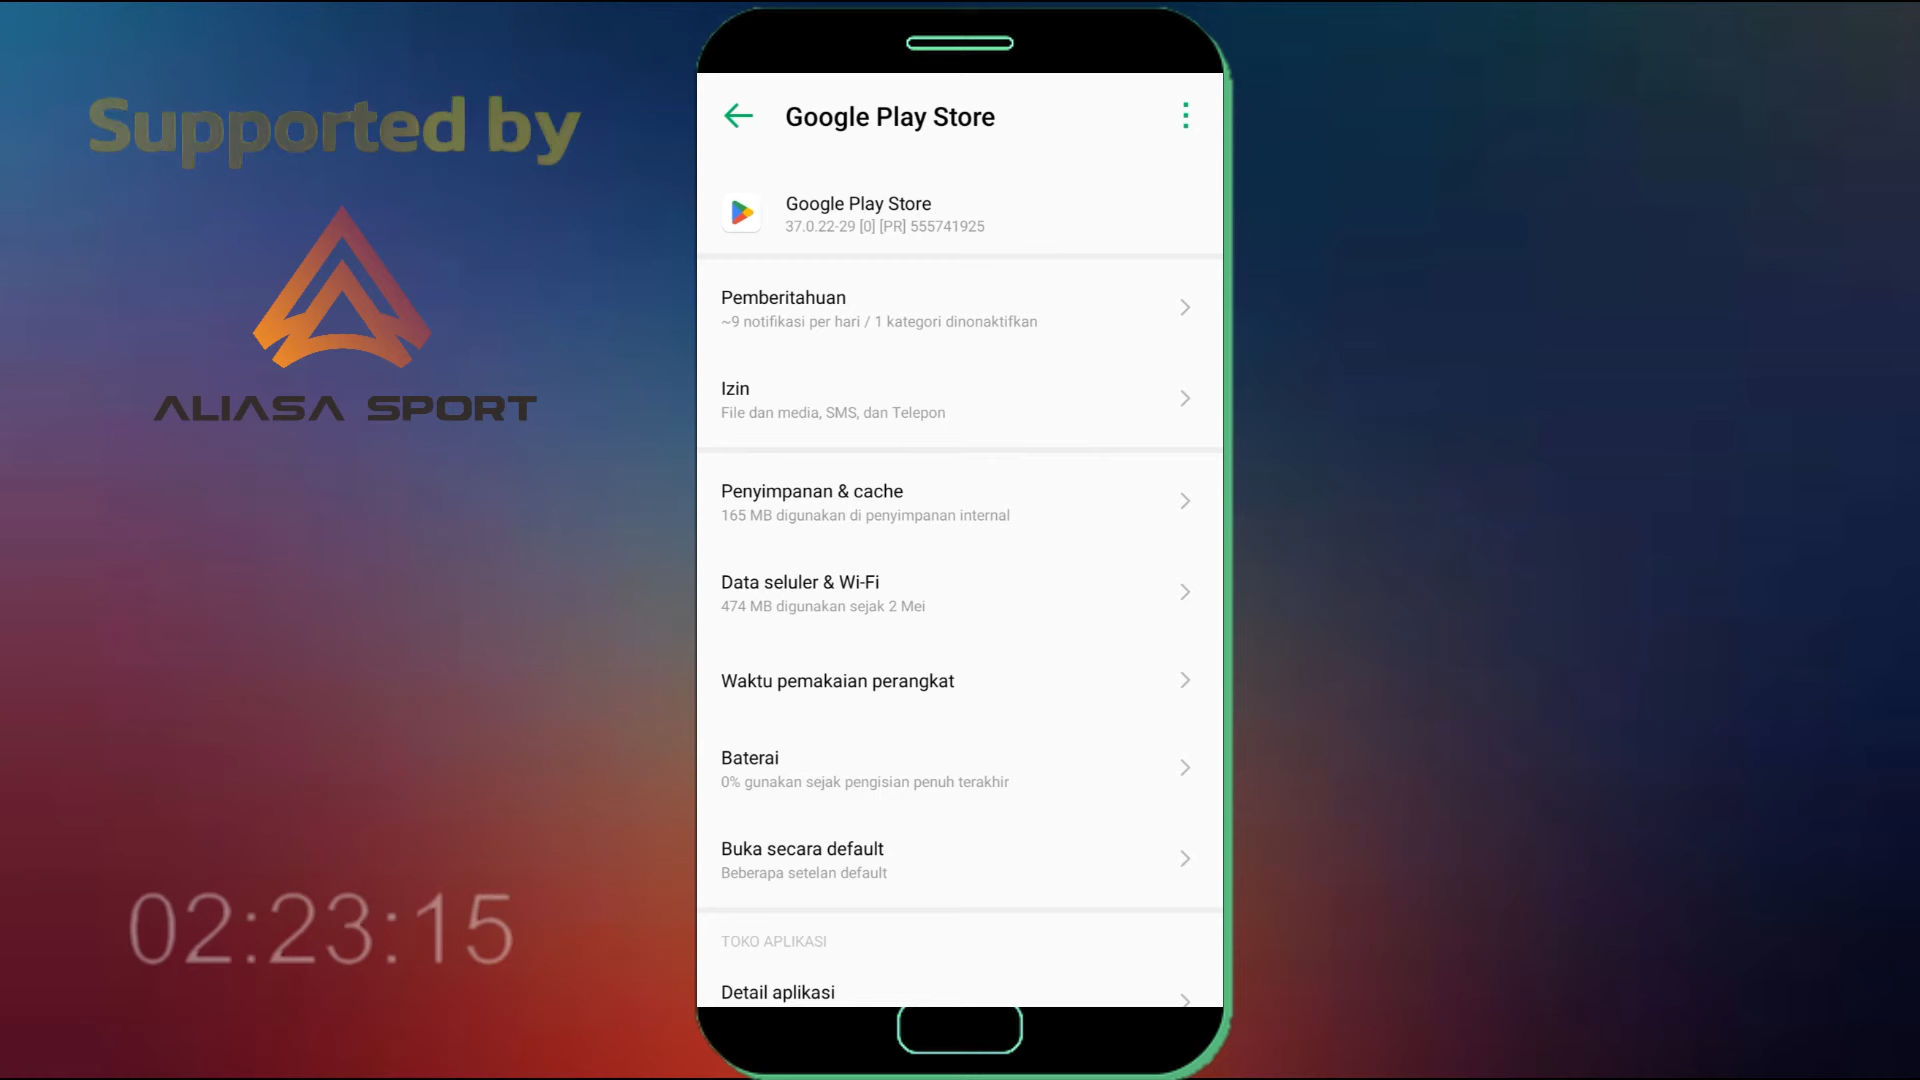 Supported by
ALIASA SPORT
02:23:15
Google Play Store
Google Play Store
37.0.22-29 [0] [PR] 555741925
Pemberitahuan
~9 notifikasi per hari / 1 kategori dinonaktifkan
Izin
File dan media, SMS, dan Telepon
Penyimpanan & cache
165 MB digunakan di penyimpanan internal
Data seluler & Wi-Fi
474 MB digunakan sejak 2 Mei
Waktu pemakaian perangkat
Baterai
0% gunakan sejak pengisian penuh terakhir
Buka secara default
Beberapa setelan default
TOKO APLIKASI
Detail aplikasi